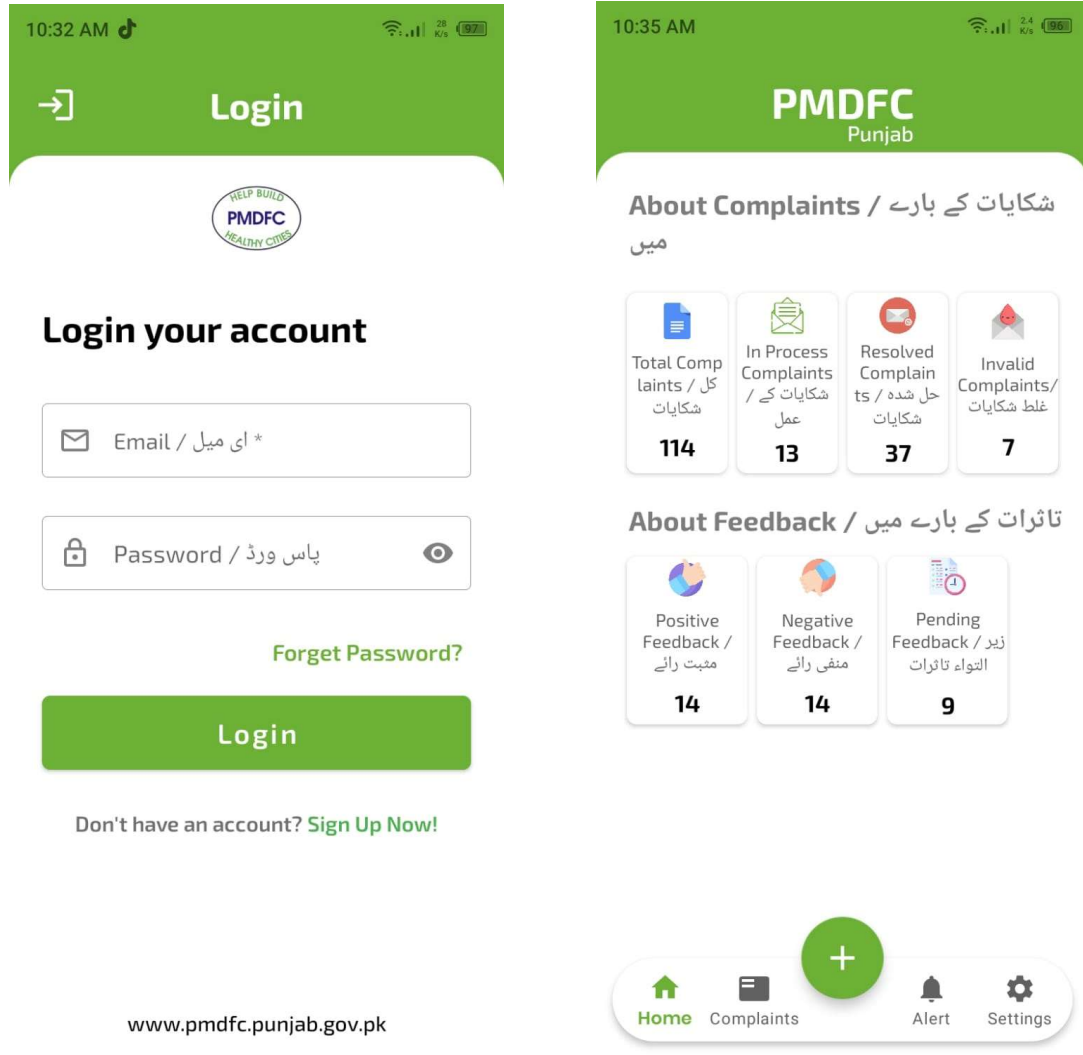 10:32 AM
28 K/s 97
Login
HELP BUILD
PMDFC
HEALTHY CITIES
Login your account
Email / ای میل *
Password / پاس ورڈ
Forget Password?
Login
Don't have an account? Sign Up Now!
www.pmdfc.punjab.gov.pk
10:35 AM
2.4 K/s 96
PMDFC
Punjab
About Complaints / شکایات کے بارے
میں
Total Comp
laints / کل
شکایات
114
In Process
Complaints
/ شکایات کے
عمل
13
Resolved
Complain
ts / حل شدہ
شکایات
37
Invalid
Complaints/
غلط شکایات
7
About Feedback / تاثرات کے بارے میں
Positive
Feedback /
مثبت رائے
14
Negative
Feedback /
منفی رائے
14
Pending
Feedback / زیر
التواء تاثرات
9
Home
Complaints
+
Alert
Settings